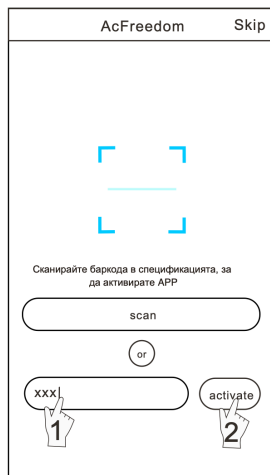 AcFreedom Skip
Сканирайте баркода в спецификацията, за
да активирате APP
scan
or
xxx activate
1 2